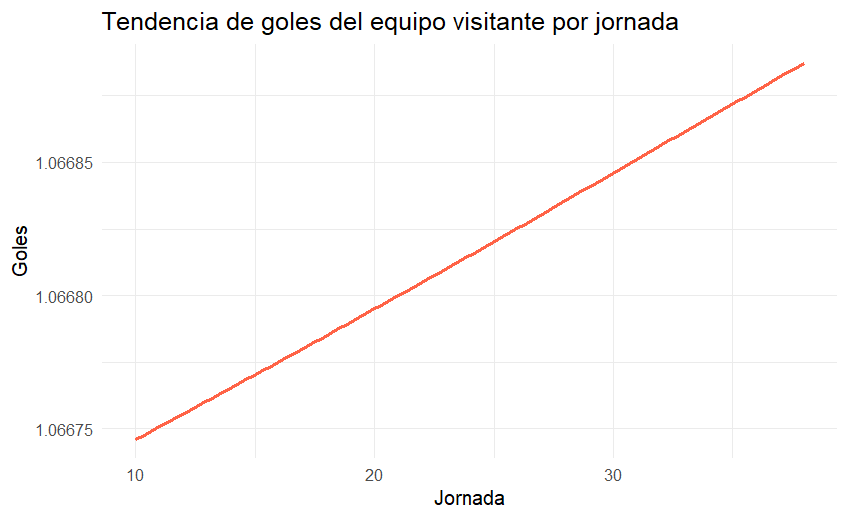 Tendencia de goles del equipo visitante por jornada
1.06685
1.06680
1.06675
Goles
10
20
30
Jornada